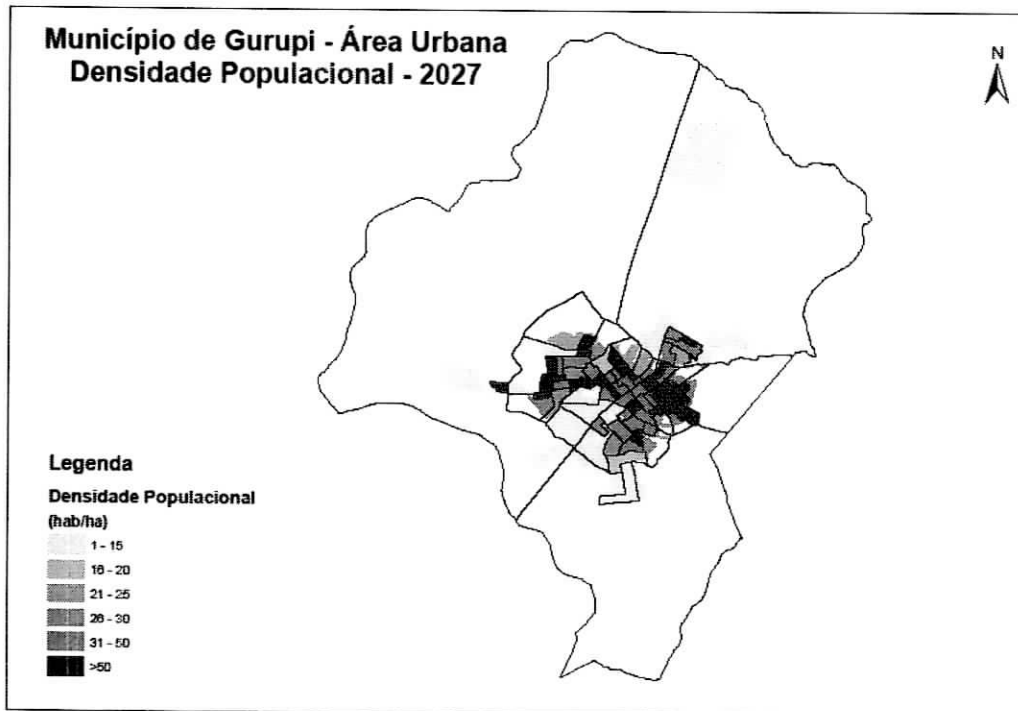 Município de Gurupi - Área Urbana
Densidade Populacional - 2027
N
Legenda
Densidade Populacional
(hab/ha)
1 - 15
16 - 20
21 - 25
26 - 30
31 - 50
>50